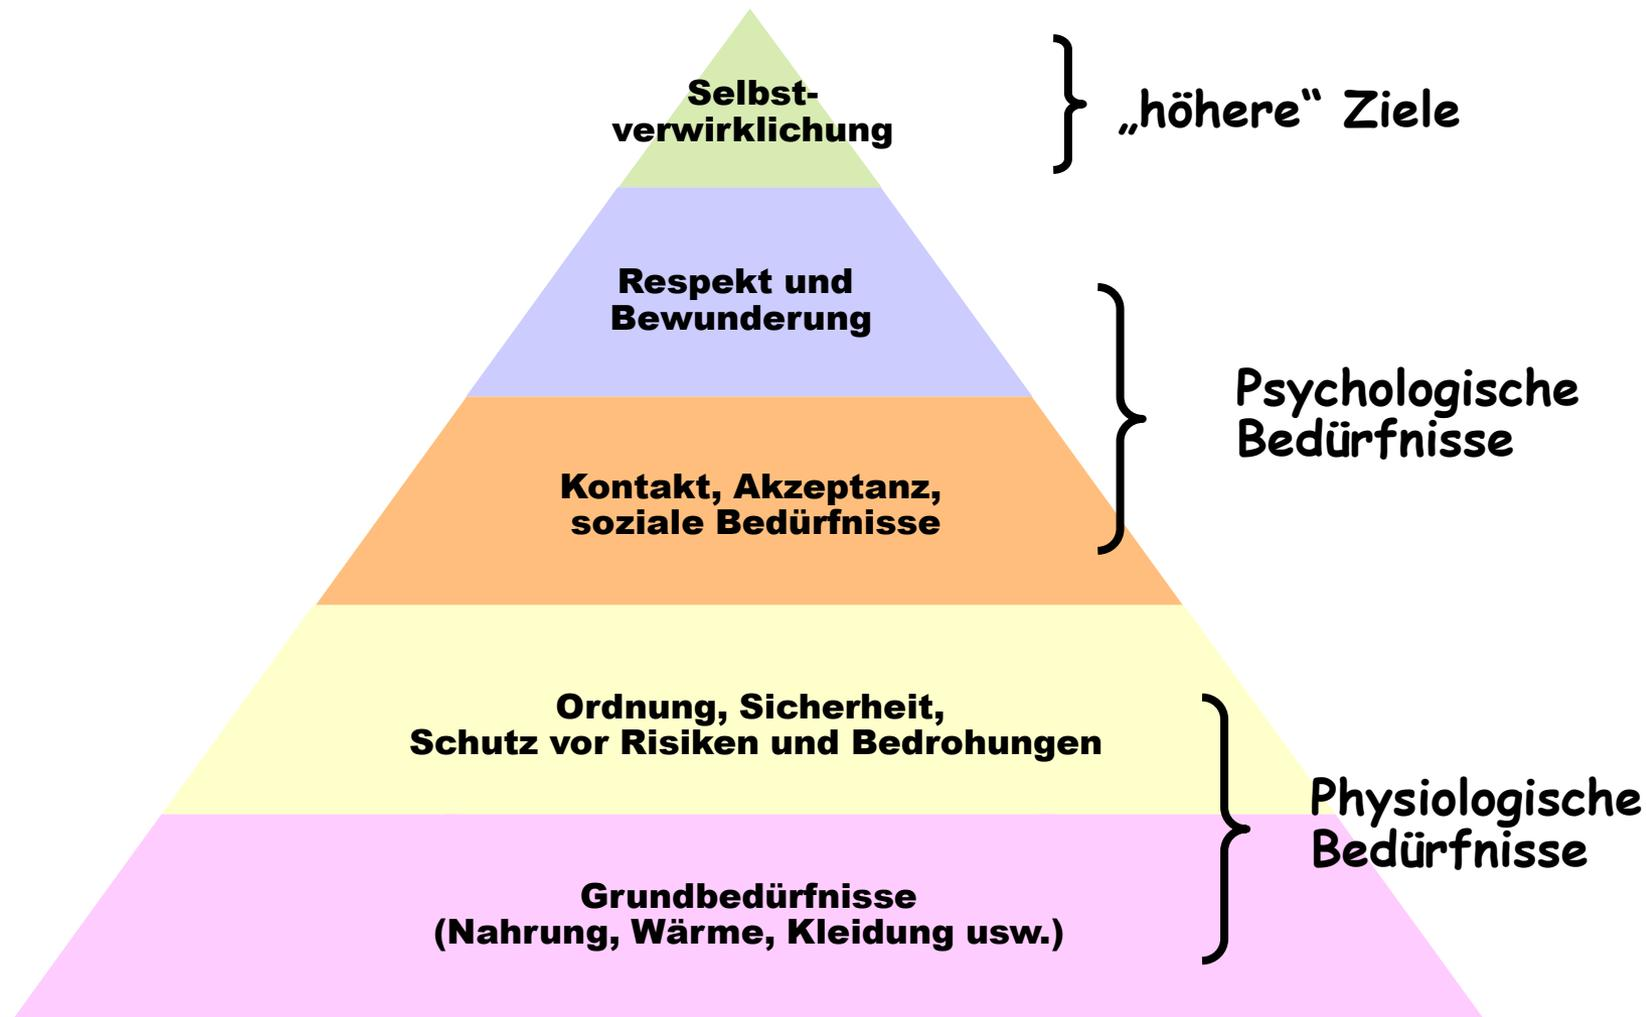 Selbst-
verwirklichung
„höhere“ Ziele
Respekt und
Bewunderung
Psychologische
Bedürfnisse
Kontakt, Akzeptanz,
soziale Bedürfnisse
Ordnung, Sicherheit,
Schutz vor Risiken und Bedrohungen
Physiologische
Bedürfnisse
Grundbedürfnisse
(Nahrung, Wärme, Kleidung usw.)